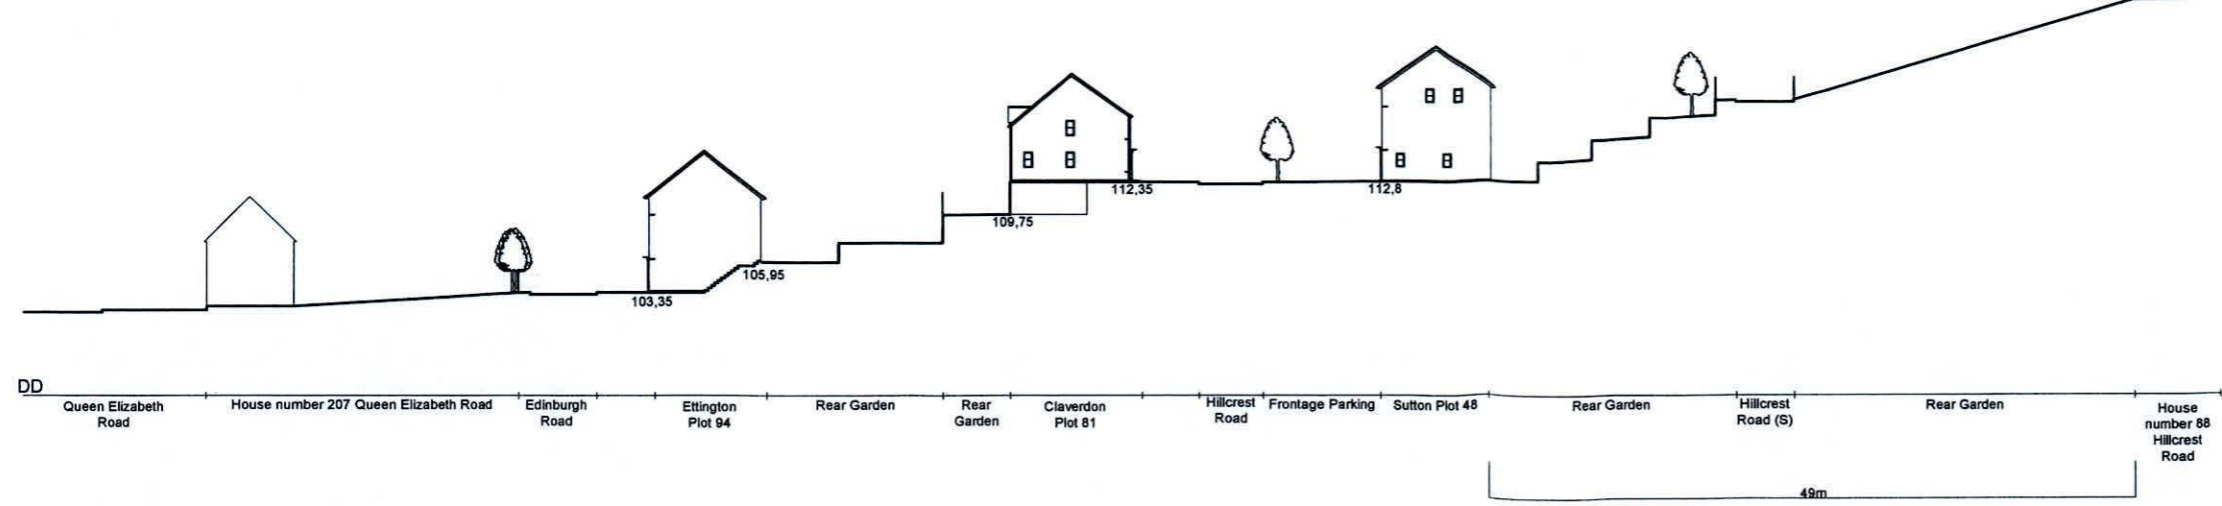 112,35
112,8
109,75
105,95
103,35
DD
Queen Elizabeth
Road
House number 207 Queen Elizabeth Road
Edinburgh
Road
Ettington
Plot 94
Rear Garden
Rear
Garden
Claverdon
Plot 81
Hillcrest
Road
Frontage Parking
Sutton Plot 48
Rear Garden
Hillcrest
Road (S)
Rear Garden
House
number 88
Hillcrest
Road
49m